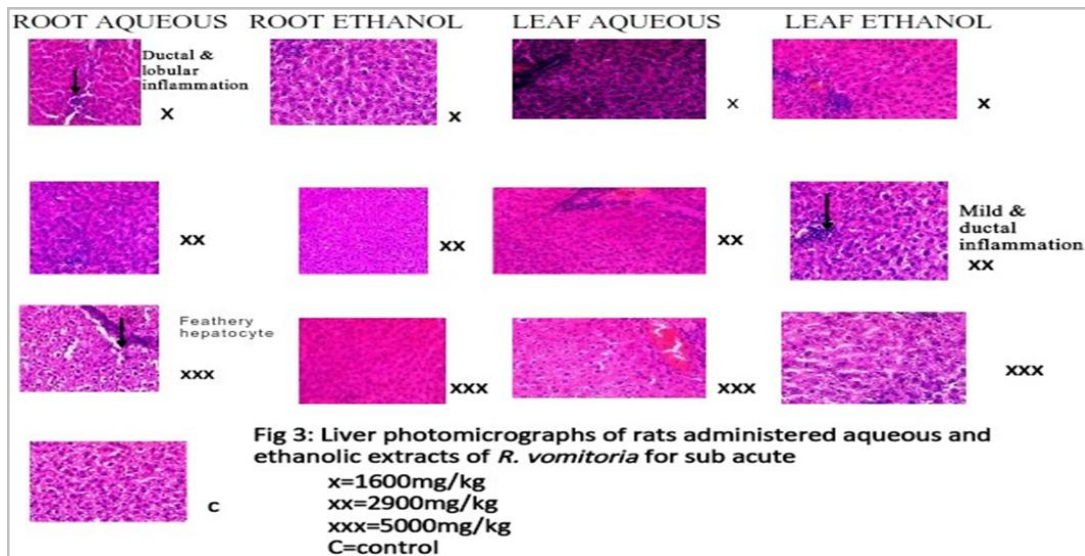 ROOT AQUEOUS
ROOT ETHANOL
LEAF AQUEOUS
LEAF ETHANOL
Ductal &
lobular
inflammation
x
x
x
x
xx
xx
xx
Mild &
ductal
inflammation
xx
Feathery
hepatocyte
xxx
xxx
xxx
xxx
C
Fig 3: Liver photomicrographs of rats administered aqueous and
ethanolic extracts of R. vomitoria for sub acute
x=1600mg/kg
xx=2900mg/kg
xxx=5000mg/kg
C=control